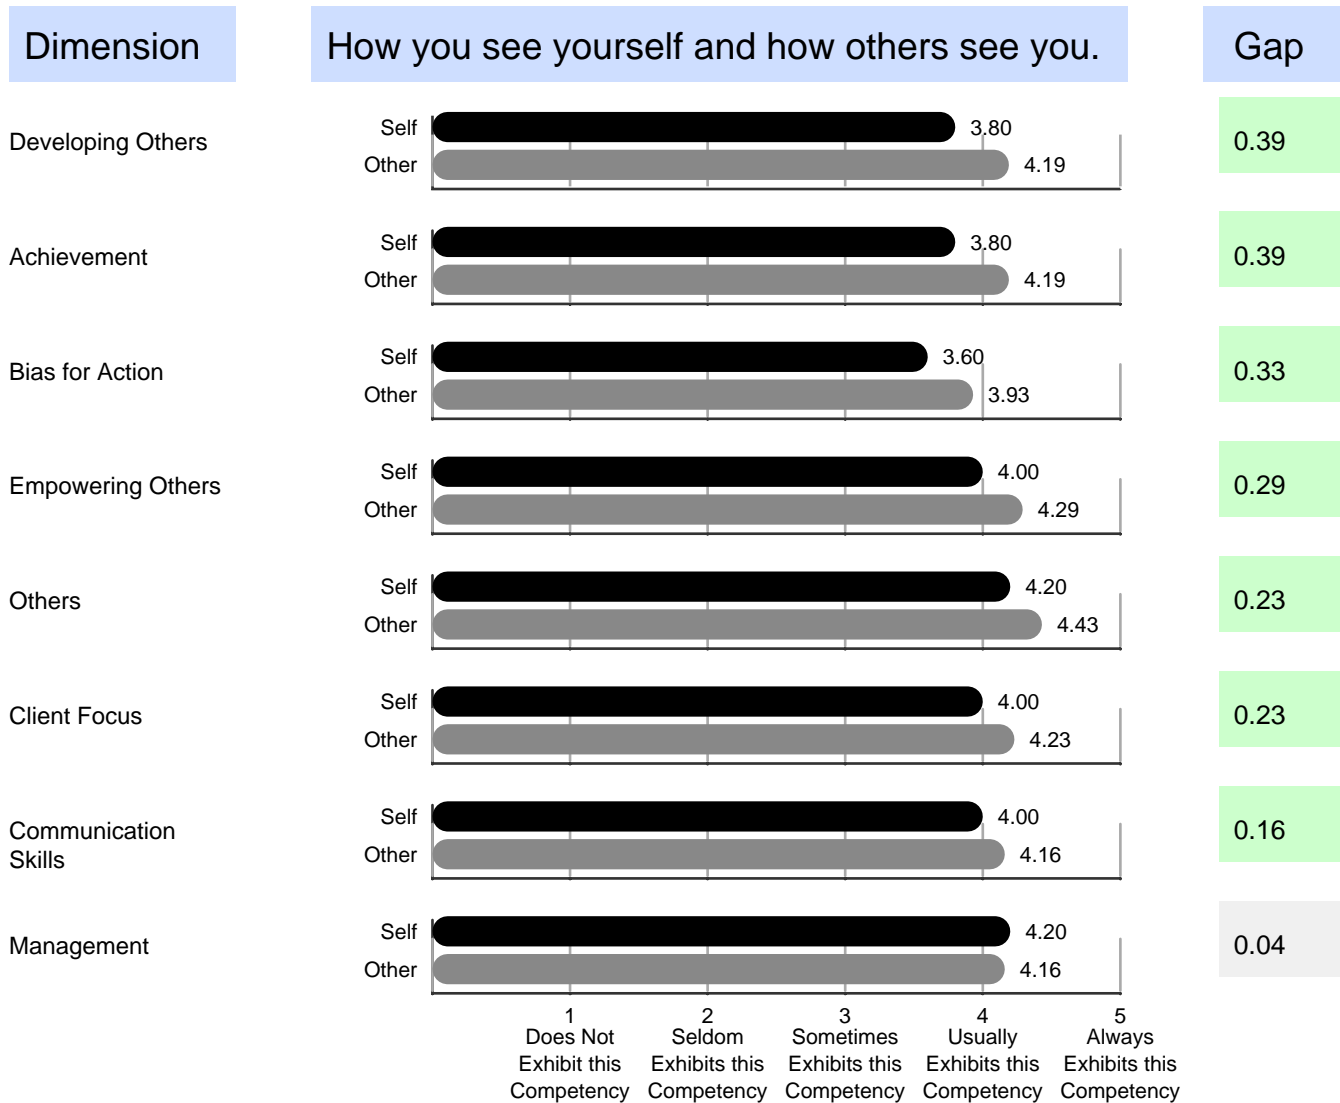 Dimension
How you see yourself and how others see you.
Gap
Developing Others
Self
3.80
Other
4.19
0.39
Achievement
Self
3.80
Other
4.19
0.39
Bias for Action
Self
3.60
Other
3.93
0.33
Empowering Others
Self
4.00
Other
4.29
0.29
Others
Self
4.20
Other
4.43
0.23
Client Focus
Self
4.00
Other
4.23
0.23
Communication
Skills
Self
4.00
Other
4.16
0.16
Management
Self
4.20
Other
4.16
0.04
1
Does Not
Exhibit this
Competency
2
Seldom
Exhibits this
Competency
3
Sometimes
Exhibits this
Competency
4
Usually
Exhibits this
Competency
5
Always
Exhibits this
Competency